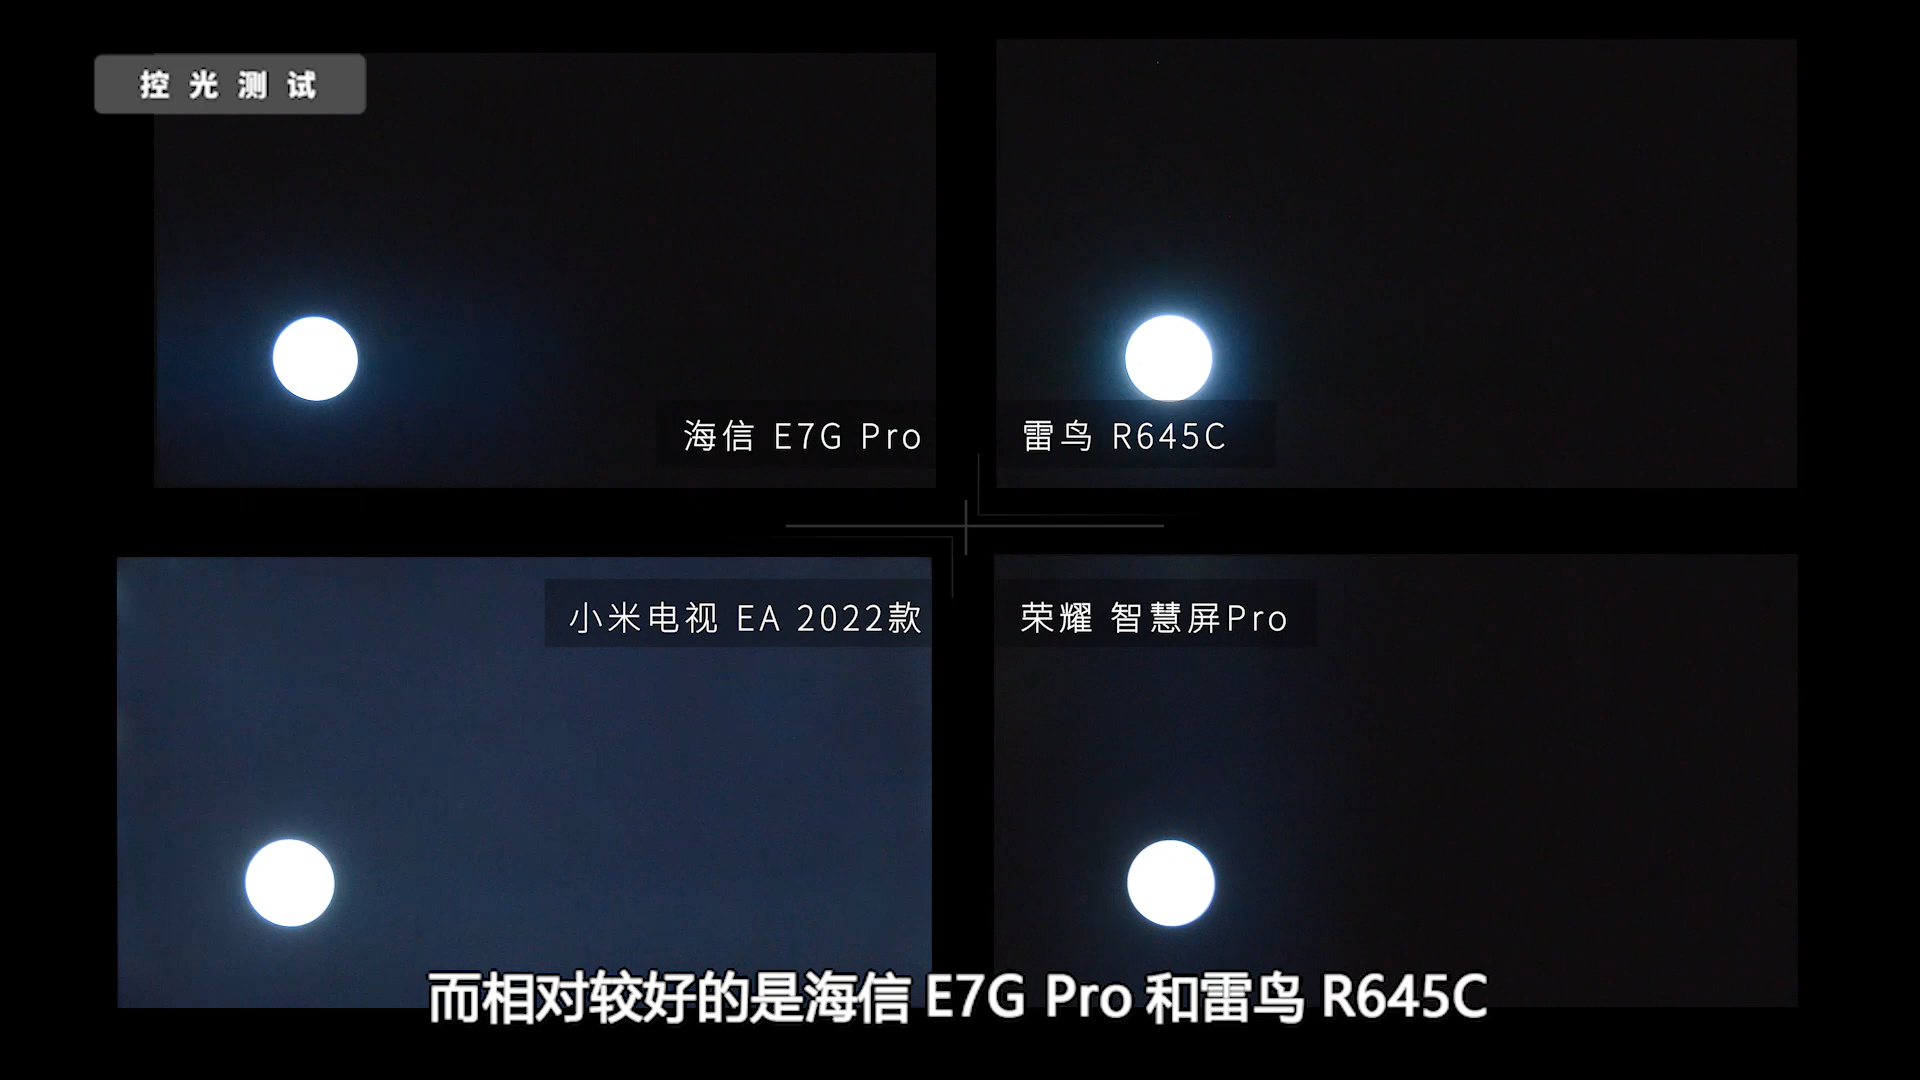 控光测试
海信 E7G Pro
雷鸟 R645C
小米电视 EA 2022款
荣耀 智慧屏Pro
而相对较好的是海信 E7G Pro 和雷鸟 R645C